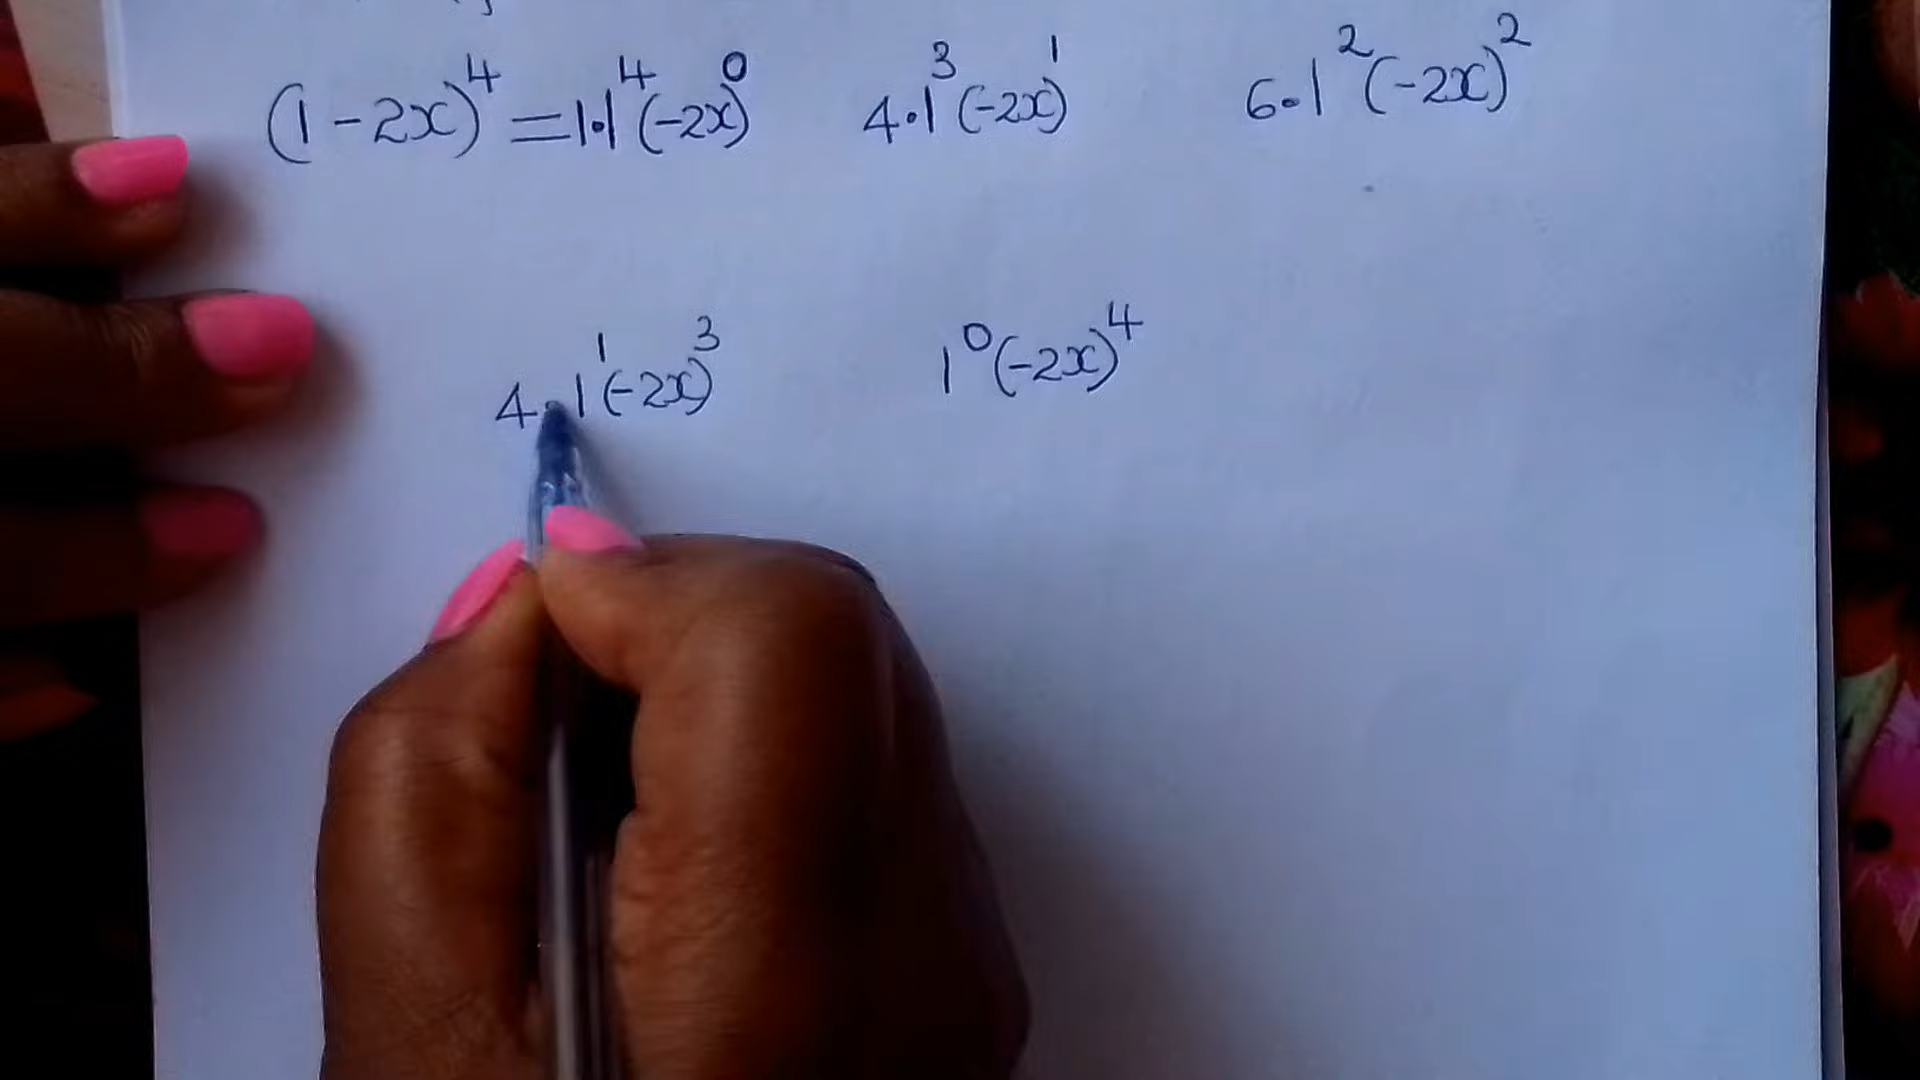 (1-2x)⁴ = 1·1⁴(-2x)⁰ 4·1³(-2x)¹ 6·1²(-2x)²
4·1¹(-2x)³ 1⁰(-2x)⁴